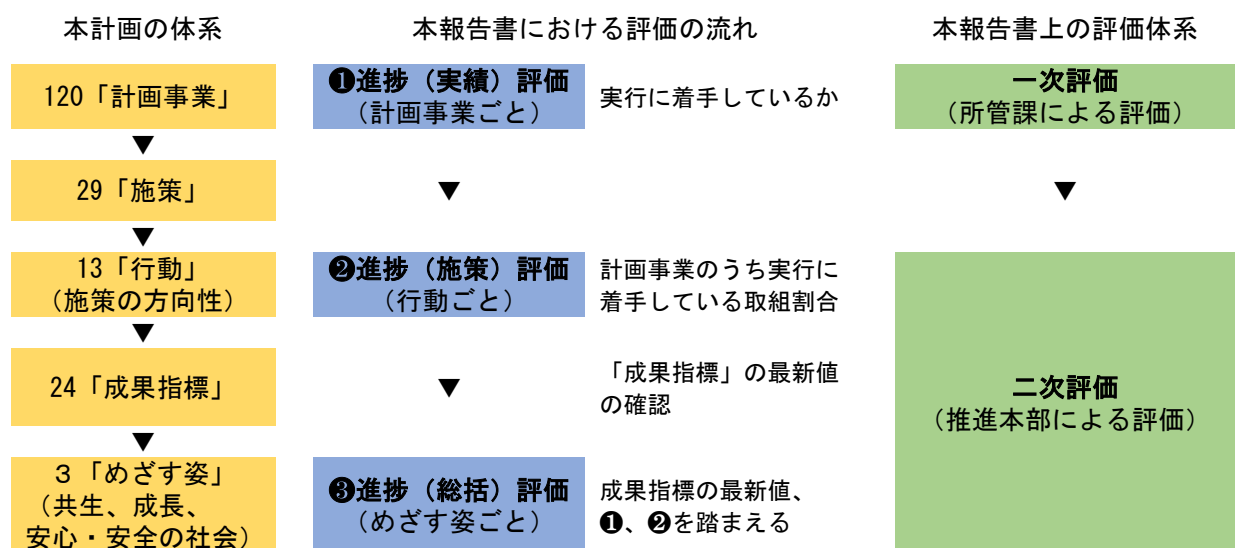 本計画の体系
本報告書における評価の流れ
本報告書上の評価体系
120「計画事業」
❶進捗（実績）評価
（計画事業ごと）
実行に着手しているか
一次評価
（所管課による評価）
▼
29「施策」
▼
▼
▼
13「行動」
（施策の方向性）
❷進捗（施策）評価
（行動ごと）
計画事業のうち実行に
着手している取組割合
▼
24「成果指標」
▼
「成果指標」の最新値
の確認
二次評価
（推進本部による評価）
▼
３「めざす姿」
（共生、成長、
安心・安全の社会）
❸進捗（総括）評価
（めざす姿ごと）
成果指標の最新値、
❶、❷を踏まえる